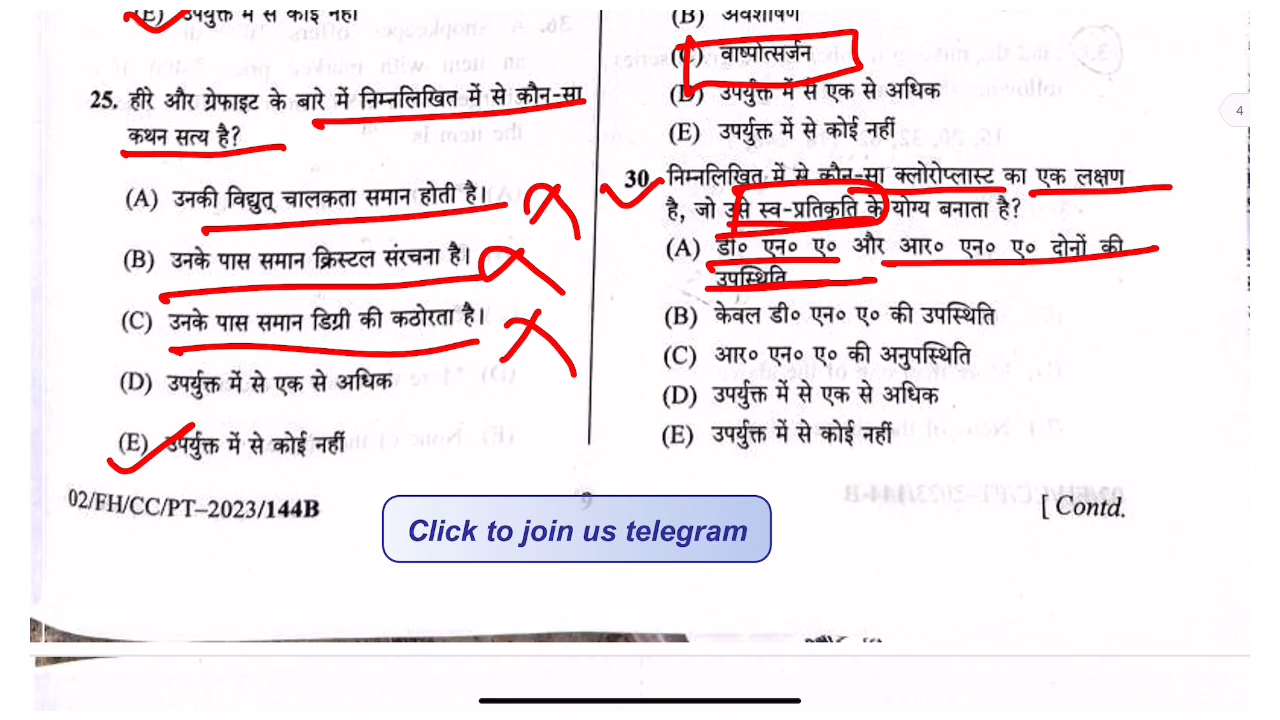 (E) उपर्युक्त में से कोई नहीं
25. हीरे और ग्रेफाइट के बारे में निम्नलिखित में से कौन-सा
कथन सत्य है?
(A) उनकी विद्युत् चालकता समान होती है।
(B) उनके पास समान क्रिस्टल संरचना है।
(C) उनके पास समान डिग्री की कठोरता है।
(D) उपर्युक्त में से एक से अधिक
(E) उपर्युक्त में से कोई नहीं
02/FH/CC/PT–2023/144B
(B) अवशोषण
(C) वाष्पोत्सर्जन
(D) उपर्युक्त में से एक से अधिक
(E) उपर्युक्त में से कोई नहीं
30. निम्नलिखित में से कौन-सा क्लोरोप्लास्ट का एक लक्षण
है, जो उसे स्व-प्रतिकृति के योग्य बनाता है?
(A) डी० एन० ए० और आर० एन० ए० दोनों की
उपस्थिति
(B) केवल डी० एन० ए० की उपस्थिति
(C) आर० एन० ए० की अनुपस्थिति
(D) उपर्युक्त में से एक से अधिक
(E) उपर्युक्त में से कोई नहीं
9
[ Contd.
Click to join us telegram
4